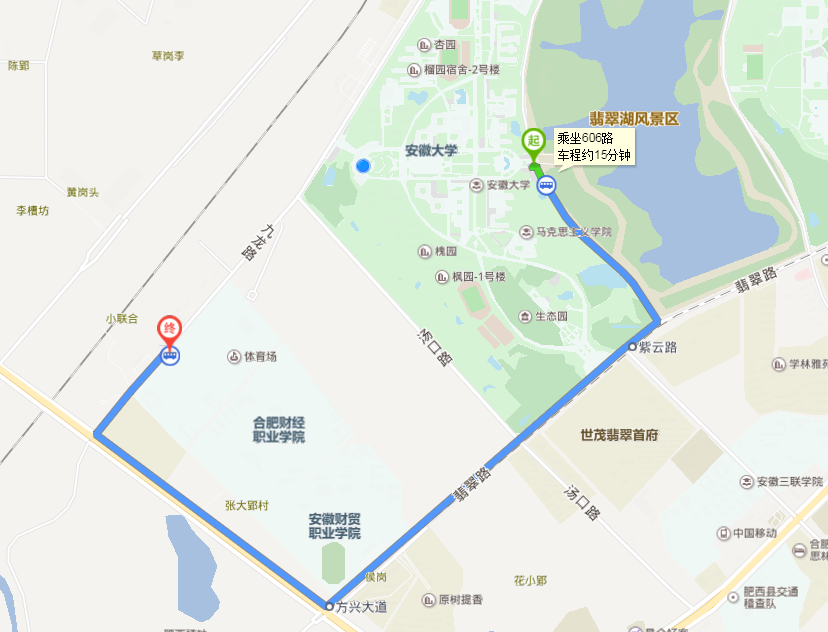 杏园
草岗李
陈郢
榴园宿舍-2号楼
翡翠湖风景区
起
乘坐606路
车程约15分钟
安徽大学
安徽大学
黄岗头
李槽坊
马克思主义学院
九龙路
槐园
枫园-1号楼
翡翠路
小联合
终
生态园
汤口路
紫云路
体育场
学林雅苑
合肥财经
职业学院
世茂翡翠首府
翡翠路
安徽三联学院
汤口路
张大郢村
安徽财贸
职业学院
中国移动
合肥
思林
侯岗
花小郢
方兴大道
原树提香
肥西县交通
稽查队